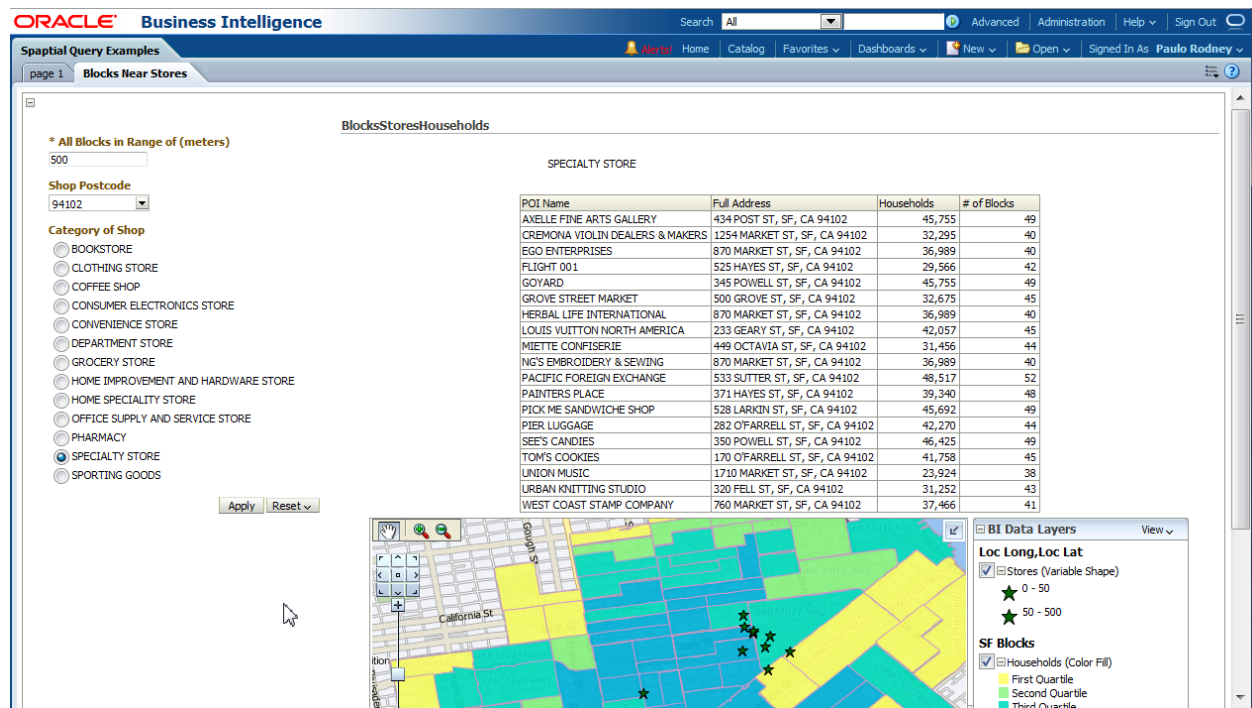 ORACLE Business Intelligence
Search All Advanced Administration Help Sign Out
Spaptial Query Examples
Alerts! Home Catalog Favorites Dashboards New Open Signed In As Paulo Rodney
page 1 Blocks Near Stores
BlocksStoresHouseholds
* All Blocks in Range of (meters)
500
Shop Postcode
94102
Category of Shop
BOOKSTORE
CLOTHING STORE
COFFEE SHOP
CONSUMER ELECTRONICS STORE
CONVENIENCE STORE
DEPARTMENT STORE
GROCERY STORE
HOME IMPROVEMENT AND HARDWARE STORE
HOME SPECIALITY STORE
OFFICE SUPPLY AND SERVICE STORE
PHARMACY
SPECIALTY STORE
SPORTING GOODS
Apply Reset
SPECIALTY STORE
POI Name Full Address Households # of Blocks
AXELLE FINE ARTS GALLERY 434 POST ST, SF, CA 94102 45,755 49
CREMONA VIOLIN DEALERS & MAKERS 1254 MARKET ST, SF, CA 94102 32,295 40
EGO ENTERPRISES 870 MARKET ST, SF, CA 94102 36,989 40
FLIGHT 001 525 HAYES ST, SF, CA 94102 29,566 42
GOYARD 345 POWELL ST, SF, CA 94102 45,755 49
GROVE STREET MARKET 500 GROVE ST, SF, CA 94102 32,675 45
HERBAL LIFE INTERNATIONAL 870 MARKET ST, SF, CA 94102 36,989 40
LOUIS VUITTON NORTH AMERICA 233 GEARY ST, SF, CA 94102 42,057 45
MIETTE CONFISERIE 449 OCTAVIA ST, SF, CA 94102 31,456 44
NG'S EMBROIDERY & SEWING 870 MARKET ST, SF, CA 94102 36,989 40
PACIFIC FOREIGN EXCHANGE 533 SUTTER ST, SF, CA 94102 48,517 52
PAINTERS PLACE 371 HAYES ST, SF, CA 94102 39,340 48
PICK ME SANDWICHE SHOP 528 LARKIN ST, SF, CA 94102 45,692 49
PIER LUGGAGE 282 O'FARRELL ST, SF, CA 94102 42,270 44
SEE'S CANDIES 350 POWELL ST, SF, CA 94102 46,425 49
TOM'S COOKIES 170 O'FARRELL ST, SF, CA 94102 41,758 45
UNION MUSIC 1710 MARKET ST, SF, CA 94102 23,924 38
URBAN KNITTING STUDIO 320 FELL ST, SF, CA 94102 31,252 43
WEST COAST STAMP COMPANY 760 MARKET ST, SF, CA 94102 37,466 41
Gough St
California St
BI Data Layers View
Loc Long,Loc Lat
Stores (Variable Shape)
0 - 50
50 - 500
SF Blocks
Households (Color Fill)
First Quartile
Second Quartile
Third Quartile